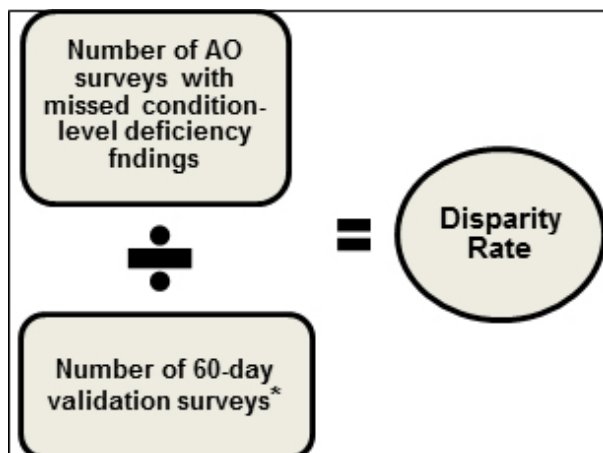 Number of AO
surveys with
missed condition-
level deficiency
fndings
÷
=
Disparity
Rate
Number of 60-day
validation surveys*